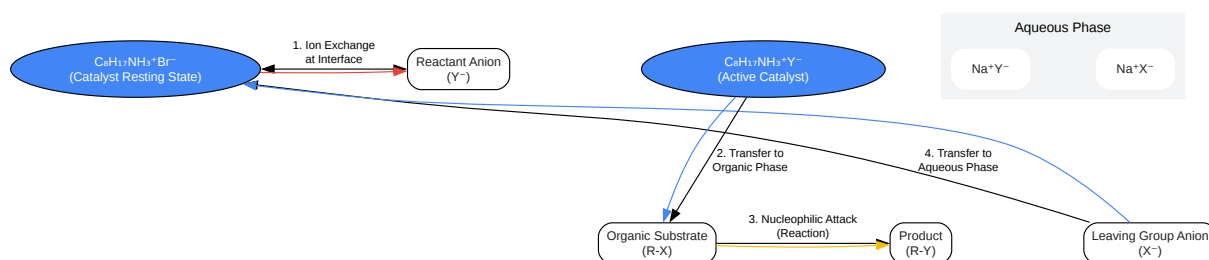 Aqueous Phase
1. Ion Exchange
at Interface
C₈H₁₇NH₃⁺Br⁻
(Catalyst Resting State)
Reactant Anion
(Y⁻)
C₈H₁₇NH₃⁺Y⁻
(Active Catalyst)
Na⁺Y⁻
Na⁺X⁻
2. Transfer to
Organic Phase
4. Transfer to
Aqueous Phase
3. Nucleophilic Attack
(Reaction)
Organic Substrate
(R-X)
Product
(R-Y)
Leaving Group Anion
(X⁻)